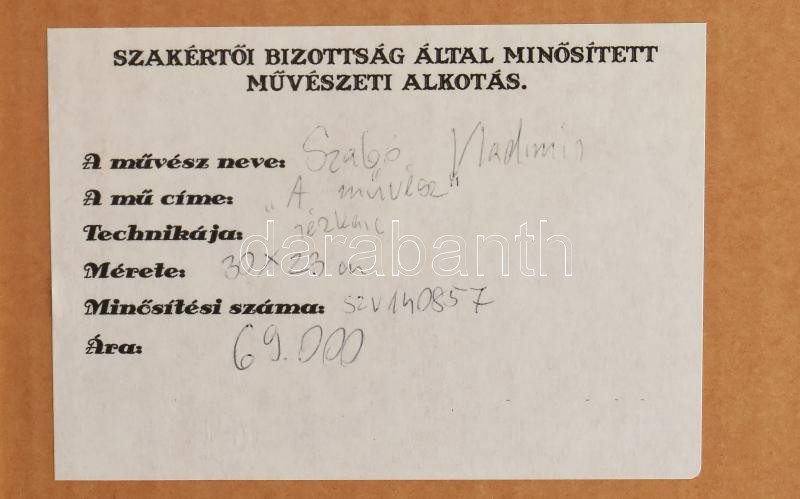 SZAKÉRTŐI BIZOTTSÁG ÁLTAL MINŐSÍTETT
MŰVÉSZETI ALKOTÁS.
A művész neve: Szabó Vladimir
A mű címe: "A művész"
Technikája: rézkarc
Mérete: 30 x 23 cm
Minősítési száma: SZV140857
Ára: 69.000
darabanth